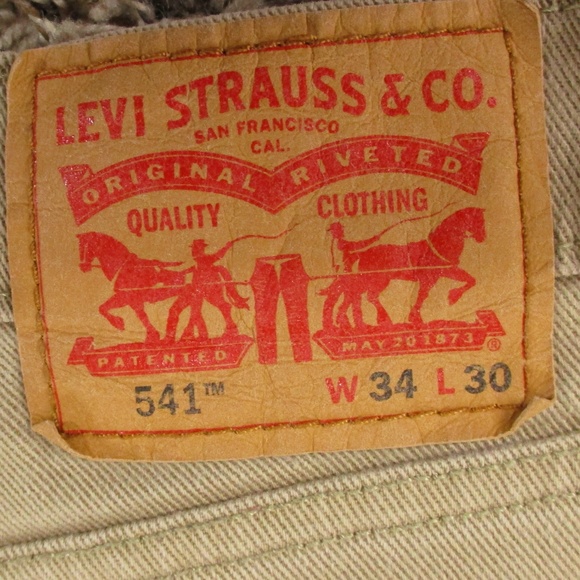 LEVI STRAUSS & CO.
SAN FRANCISCO
CAL.
ORIGINAL RIVETED
QUALITY CLOTHING
PATENTED MAY 20 1873 ®
541™ W 34 L 30